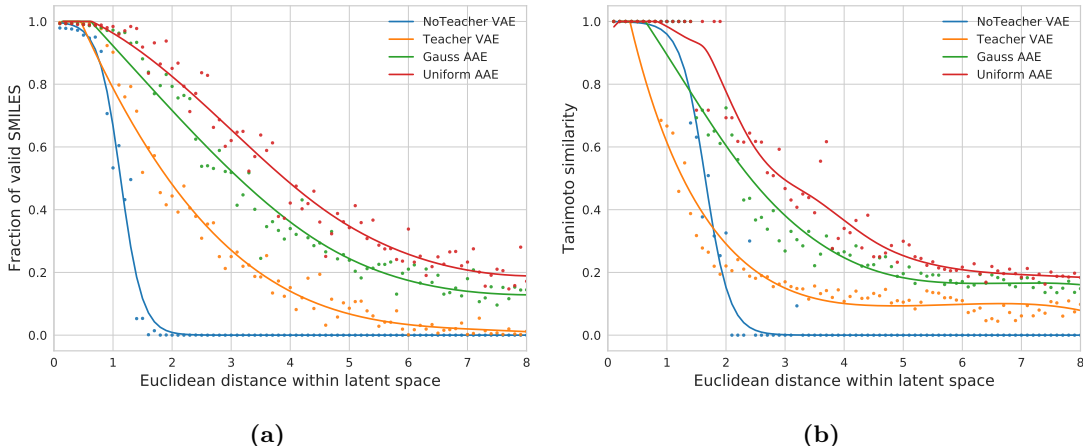 NoTeacher VAE
Teacher VAE
Gauss AAE
Uniform AAE
1.0
0.8
0.6
0.4
0.2
0.0
Fraction of valid SMILES
0 1 2 3 4 5 6 7 8
Euclidean distance within latent space
(a)
NoTeacher VAE
Teacher VAE
Gauss AAE
Uniform AAE
1.0
0.8
0.6
0.4
0.2
0.0
Tanimoto similarity
0 1 2 3 4 5 6 7 8
Euclidean distance within latent space
(b)